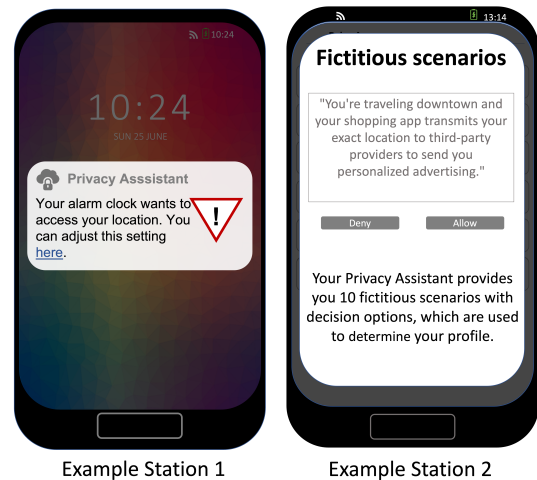 10:24
10:24
SUN 25 JUNE
Privacy Asssistant
Your alarm clock wants to
access your location. You
can adjust this setting
here.
!
Example Station 1
13:14
Fictitious scenarios
"You're traveling downtown and
your shopping app transmits your
exact location to third-party
providers to send you
personalized advertising."
Deny
Allow
Your Privacy Assistant provides
you 10 fictitious scenarios with
decision options, which are used
to determine your profile.
Example Station 2